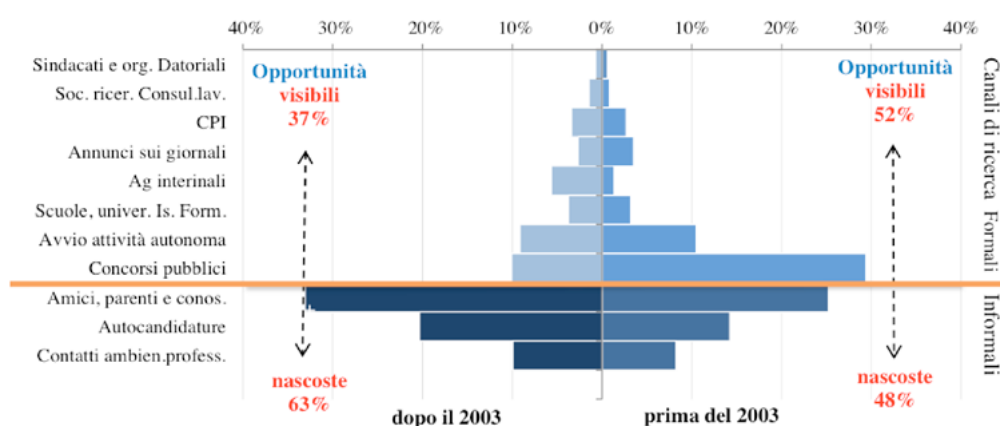 40% 30% 20% 10% 0% 10% 20% 30% 40%
Sindacati e org. Datoriali
Soc. ricer. Consul.lav.
CPI
Annunci sui giornali
Ag interinali
Scuole, univer. Is. Form.
Avvio attività autonoma
Concorsi pubblici
Amici, parenti e conos.
Autocandidature
Contatti ambien.profess.
Opportunità
visibili
37%
nascoste
63%
Opportunità
visibili
52%
nascoste
48%
dopo il 2003
prima del 2003
Canali di ricerca Formali
Informali